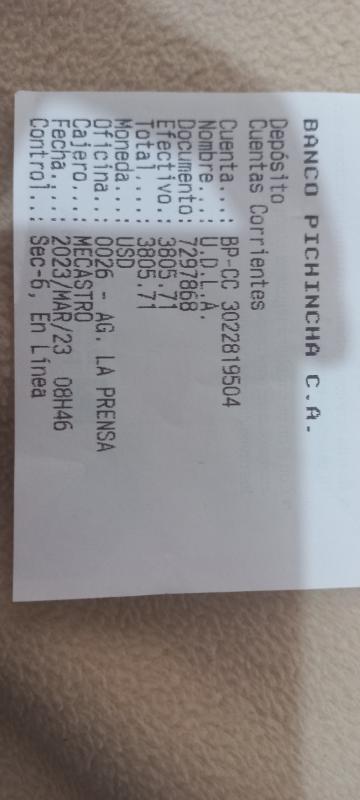 BANCO PICHINCHA C.A.
Depósito
Cuentas Corrientes
Cuenta...: BP-CC 3022819504
Nombre...: U.D.L.A.
Documento: 7297868
Efectivo.: 3805.71
Total....: 3805.71
Moneda...: USD
Oficina..: 0026 - AG. LA PRENSA
Cajero...: MECASTRO
Fecha....: 2023/MAR/23 08H46
Control..: Sec-6, En Línea